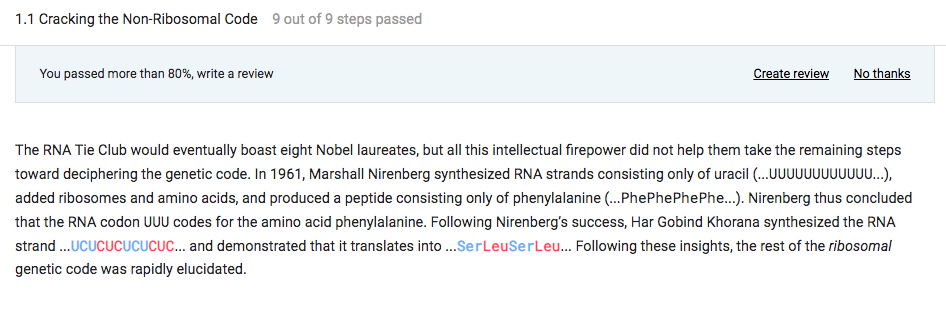 1.1 Cracking the Non-Ribosomal Code 9 out of 9 steps passed
You passed more than 80%, write a review Create review No thanks
The RNA Tie Club would eventually boast eight Nobel laureates, but all this intellectual firepower did not help them take the remaining steps
toward deciphering the genetic code. In 1961, Marshall Nirenberg synthesized RNA strands consisting only of uracil (...UUUUUUUUUUUU...),
added ribosomes and amino acids, and produced a peptide consisting only of phenylalanine (...PhePhePhePhe...). Nirenberg thus concluded
that the RNA codon UUU codes for the amino acid phenylalanine. Following Nirenberg's success, Har Gobind Khorana synthesized the RNA
strand ...UCUCUCUCUCUC... and demonstrated that it translates into ...SerLeuSerLeu... Following these insights, the rest of the ribosomal
genetic code was rapidly elucidated.